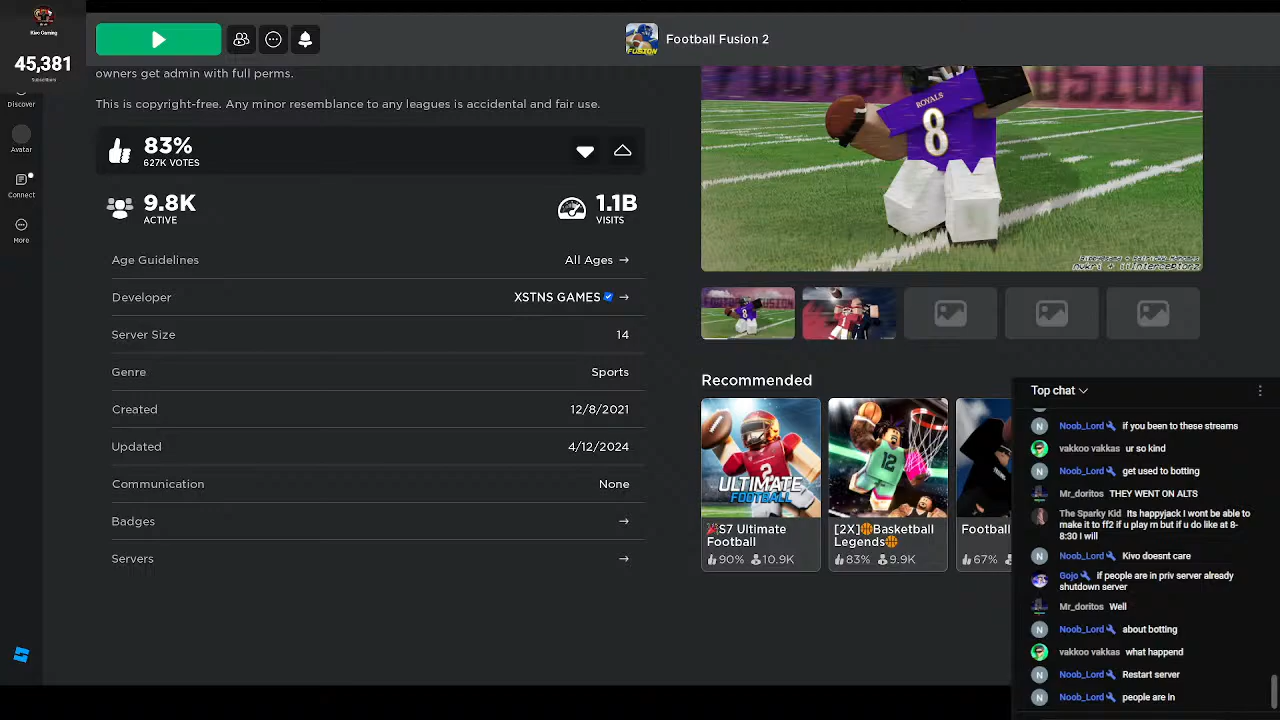 Kivo Gaming
45,381
Subscribers
Discover
Avatar
Connect
More
Football Fusion 2
FUSION
owners get admin with full perms.
This is copyright-free. Any minor resemblance to any leagues is accidental and fair use.
83%
627K VOTES
9.8K
ACTIVE
1.1B
VISITS
Age Guidelines
All Ages
Developer
XSTNS GAMES
Server Size
14
Genre
Sports
Created
12/8/2021
Updated
4/12/2024
Communication
None
Badges
Servers
ROYALS
8
Recommended
2
ULTIMATE
FOOTBALL
12
S7 Ultimate
Football
90% 10.9K
[2X]🏀Basketball
Legends🏀
83% 9.9K
Football
67%
Top chat
N Noob_Lord if you been to these streams
vakkoo vakkas ur so kind
N Noob_Lord get used to botting
Mr_doritos THEY WENT ON ALTS
The Sparky Kid Its happyjack I wont be able to
make it to ff2 if u play rn but if u do like at 8-
8:30 I will
N Noob_Lord Kivo doesnt care
Gojo if people are in priv server already
shutdown server
Mr_doritos Well
N Noob_Lord about botting
vakkoo vakkas what happend
N Noob_Lord Restart server
N Noob_Lord people are in